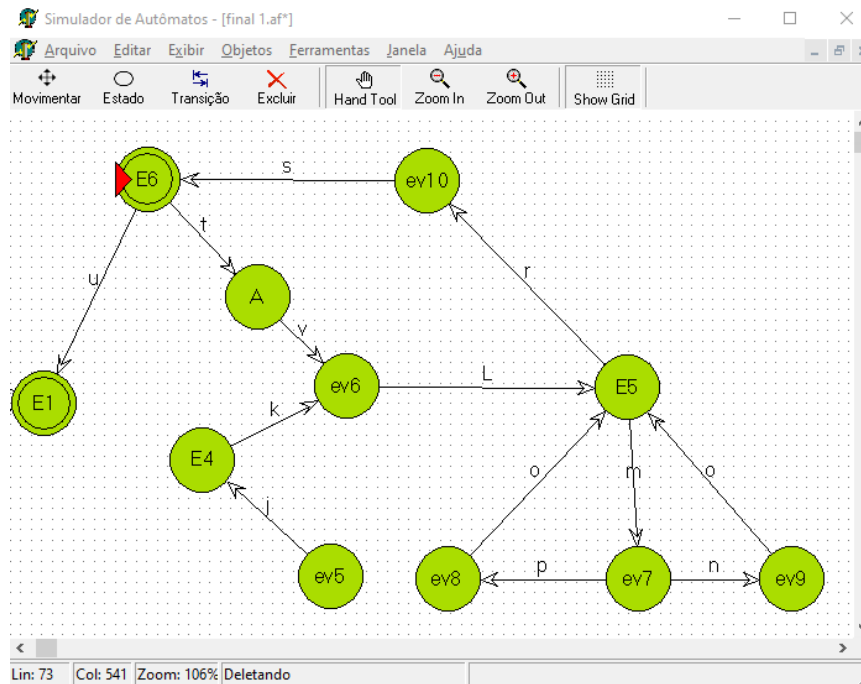 Simulador de Autômatos - [final 1.af*]
Arquivo Editar Exibir Objetos Ferramentas Janela Ajuda
Movimentar Estado Transição Excluir Hand Tool Zoom In Zoom Out Show Grid
E6 s ev10
t
u r
A
v
E1 ev6 L E5
k
E4 o m o
j
ev5 ev8 p ev7 n ev9
Lin: 73 Col: 541 Zoom: 106% Deletando